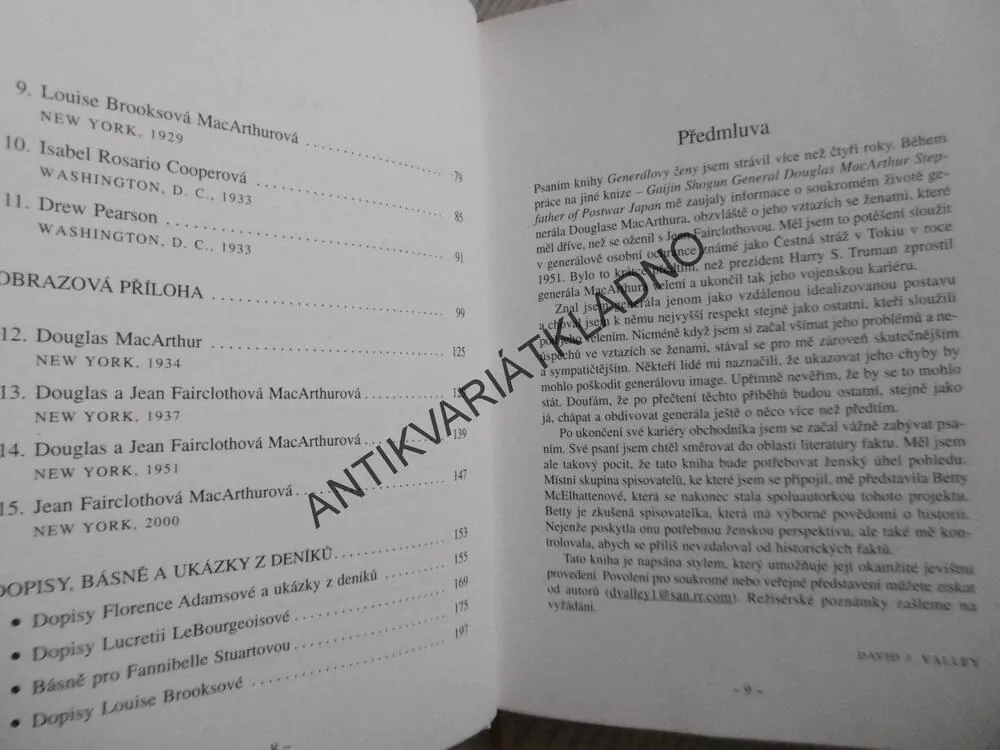 9. Louise Brooksová MacArthurová . . . . . . . . . . . . . . . . . . . 79
NEW YORK, 1929
10. Isabel Rosario Cooperová . . . . . . . . . . . . . . . . . . . 85
WASHINGTON, D. C., 1933
11. Drew Pearson . . . . . . . . . . . . . . . . . . . 91
WASHINGTON, D. C., 1933
OBRAZOVÁ PŘÍLOHA . . . . . . . . . . . . . . . . . . . 99
12. Douglas MacArthur . . . . . . . . . . . . . . . . . . . 125
NEW YORK, 1934
13. Douglas a Jean Fairclothová MacArthurová . . . . . . . . .
NEW YORK, 1937
14. Douglas a Jean Fairclothová MacArthurová . . . . . . . . . 139
NEW YORK, 1951
15. Jean Fairclothová MacArthurová . . . . . . . . . . . . . . . 147
NEW YORK, 2000
DOPISY, BÁSNĚ A UKÁZKY Z DENÍKŮ. . . . . . . . . . . . 153
• Dopisy Florence Adamsové a ukázky z deníků . . . . . . . . 155
• Dopisy Lucretii LeBourgeoisové . . . . . . . . . . . . . . . 169
• Básně pro Fannibelle Stuartovou . . . . . . . . . . . . . . . 175
• Dopisy Louise Brooksové . . . . . . . . . . . . . . . . . . . 197
8 –
Předmluva
Psaním knihy Generálovy ženy jsem strávil více než čtyři roky. Během
práce na jiné knize – Gaijin Shogun General Douglas MacArthur Step-
father of Postwar Japan mě zaujaly informace o soukromém životě ge-
nerála Douglase MacArthura, obzvláště o jeho vztazích se ženami, které
měl dříve, než se oženil s Jean Fairclothovou. Měl jsem to potěšení sloužit
v generálově osobní ochrance známé jako Čestná stráž v Tokiu v roce
1951. Bylo to krátce předtím, než prezident Harry S. Truman zprostil
generála MacArthura velení a ukončil tak jeho vojenskou kariéru.
Znal jsem generála jenom jako vzdálenou idealizovanou postavu
a choval jsem k němu nejvyšší respekt stejně jako ostatní, kteří sloužili
pod jeho velením. Nicméně když jsem si začal všímat jeho problémů a ne-
úspěchů ve vztazích se ženami, stával se pro mě zároveň skutečnějším
a sympatičtějším. Někteří lidé mi naznačili, že ukazovat jeho chyby by
mohlo poškodit generálovu image. Upřímně nevěřím, že by se to mohlo
stát. Doufám, že po přečtení těchto příběhů budou ostatní, stejně jako
já, chápat a obdivovat generála ještě o něco více než předtím.
Po ukončení své kariéry obchodníka jsem se začal vážně zabývat psa-
ním. Své psaní jsem chtěl směrovat do oblasti literatury faktu. Měl jsem
ale takový pocit, že tato kniha bude potřebovat ženský úhel pohledu.
Místní skupina spisovatelů, ke které jsem se připojil, mě představila Betty
McElhattenové, která se nakonec stala spoluautorkou tohoto projektu.
Betty je zkušená spisovatelka, která má výborné povědomí o historii.
Nejenže poskytla onu potřebnou ženskou perspektivu, ale také mě kon-
trolovala, abych se příliš nevzdaloval od historických faktů.
Tato kniha je napsána stylem, který umožňuje její okamžité jevištní
provedení. Povolení pro soukromé nebo veřejné představení můžete získat
od autorů (dvalley1@san.rr.com). Režisérské poznámky zašleme na
vyžádání.
DAVID J. VALLEY
– 9 –
ANTIKVARIÁTKLADNO